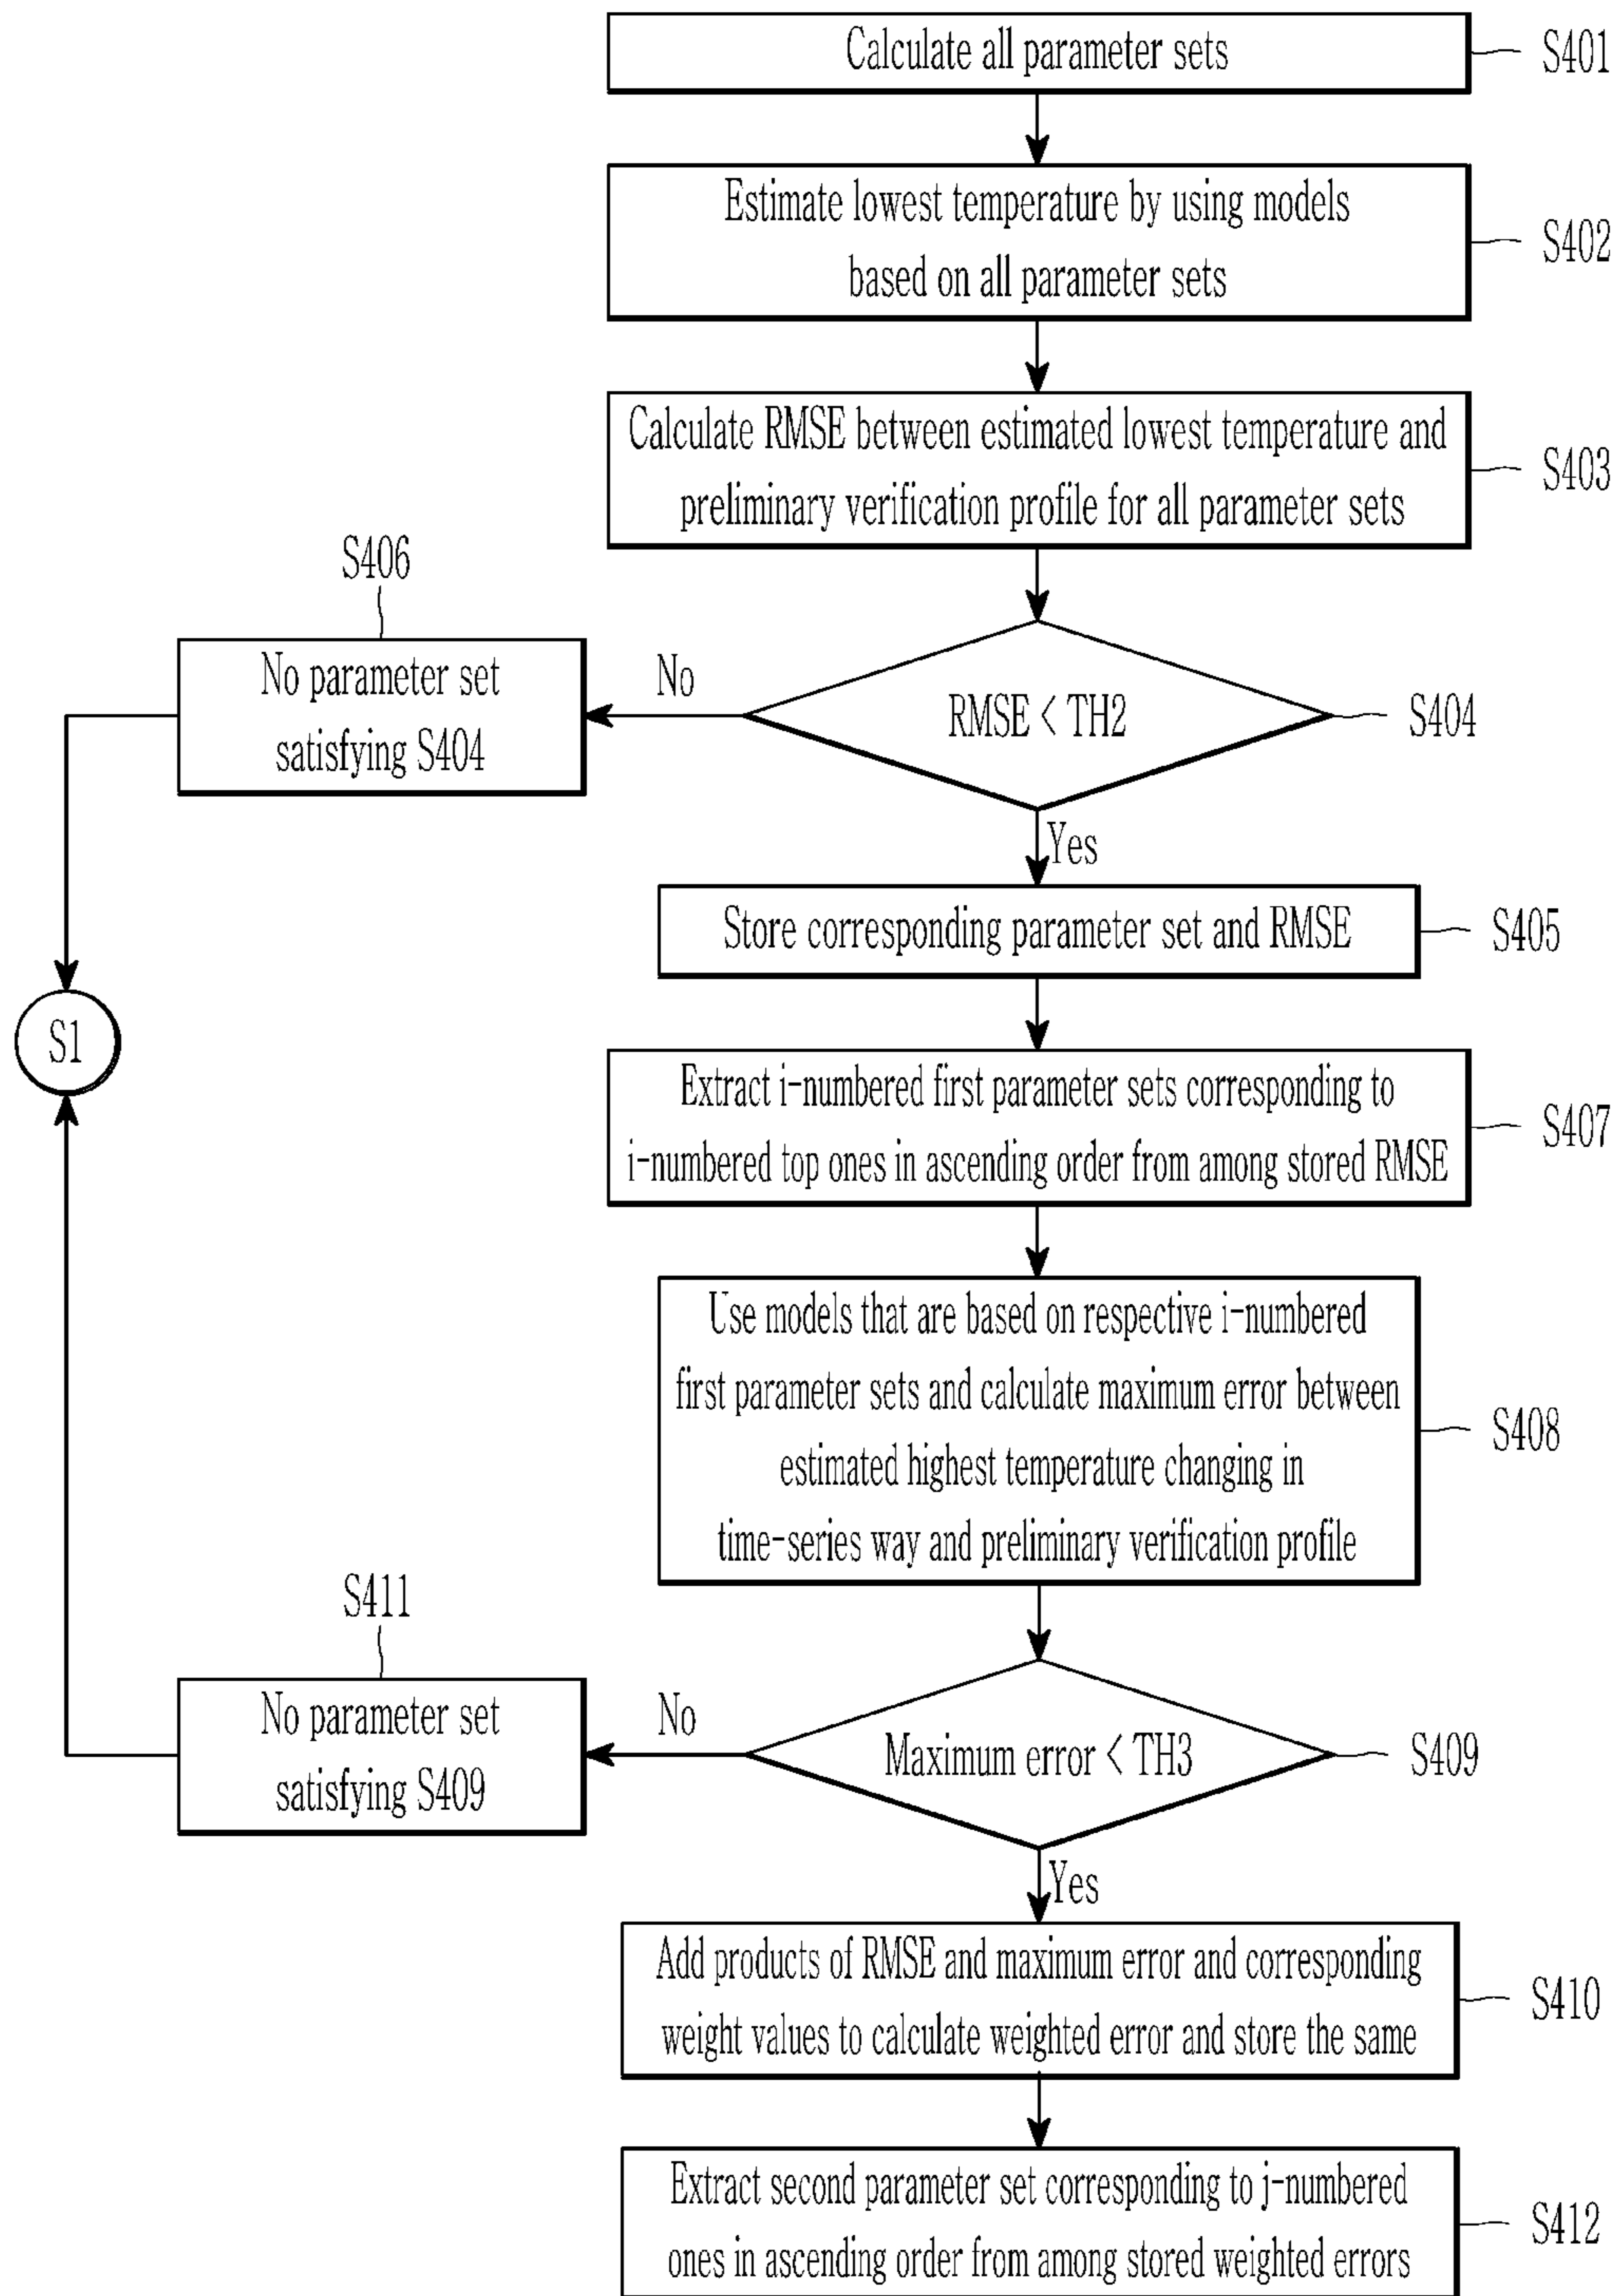 Calculate all parameter sets
S401
Estimate lowest temperature by using models
based on all parameter sets
S402
Calculate RMSE between estimated lowest temperature and
preliminary verification profile for all parameter sets
S403
S406
No parameter set
satisfying S404
No
RMSE < TH2
S404
Yes
Store corresponding parameter set and RMSE
S405
S1
Extract i-numbered first parameter sets corresponding to
i-numbered top ones in ascending order from among stored RMSE
S407
Use models that are based on respective i-numbered
first parameter sets and calculate maximum error between
estimated highest temperature changing in
time-series way and preliminary verification profile
S408
S411
No parameter set
satisfying S409
No
Maximum error < TH3
S409
Yes
Add products of RMSE and maximum error and corresponding
weight values to calculate weighted error and store the same
S410
Extract second parameter set corresponding to j-numbered
ones in ascending order from among stored weighted errors
S412